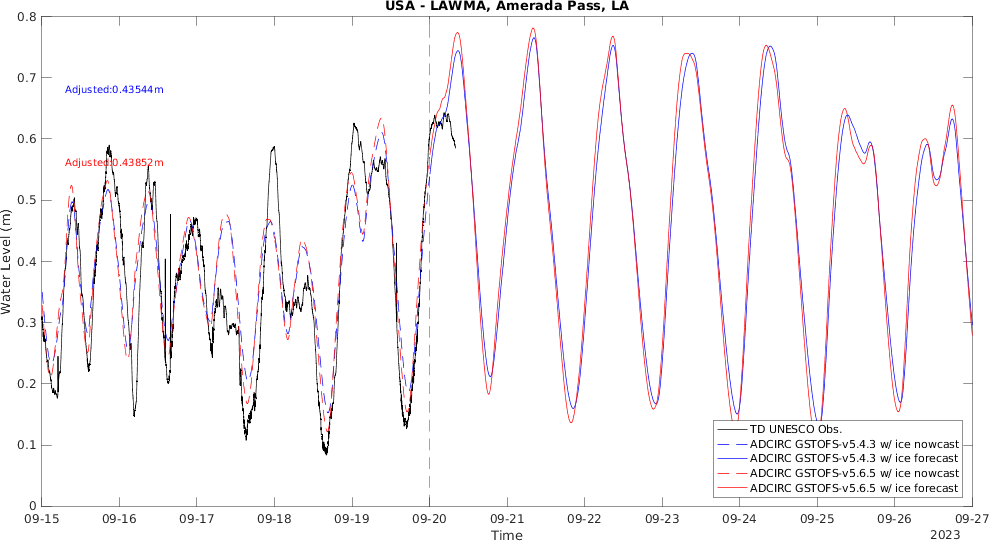 USA - LAWMA, Amerada Pass, LA
0.8
0.7
0.6
0.5
0.4
0.3
0.2
0.1
0
Water Level (m)
Adjusted:0.43544m
Adjusted:0.43852m
TD UNESCO Obs.
ADCIRC GSTOFS-v5.4.3 w/ ice nowcast
ADCIRC GSTOFS-v5.4.3 w/ ice forecast
ADCIRC GSTOFS-v5.6.5 w/ ice nowcast
ADCIRC GSTOFS-v5.6.5 w/ ice forecast
09-15 09-16 09-17 09-18 09-19 09-20 09-21 09-22 09-23 09-24 09-25 09-26 09-27
Time
2023